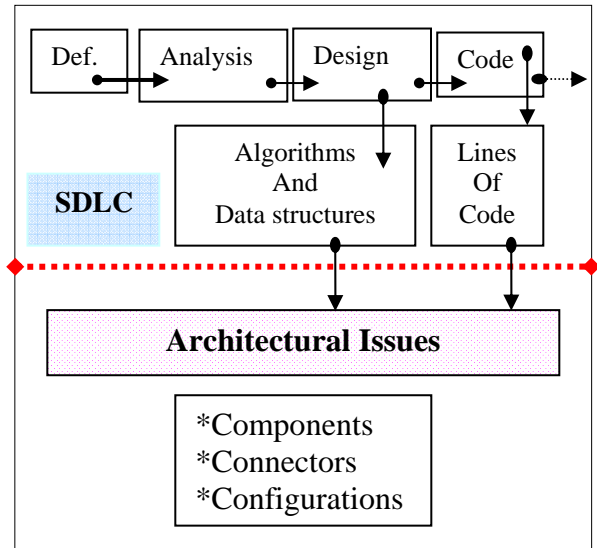 Def.
Analysis
Design
Code
Algorithms
And
Data structures
Lines
Of
Code
SDLC
Architectural Issues
*Components
*Connectors
*Configurations